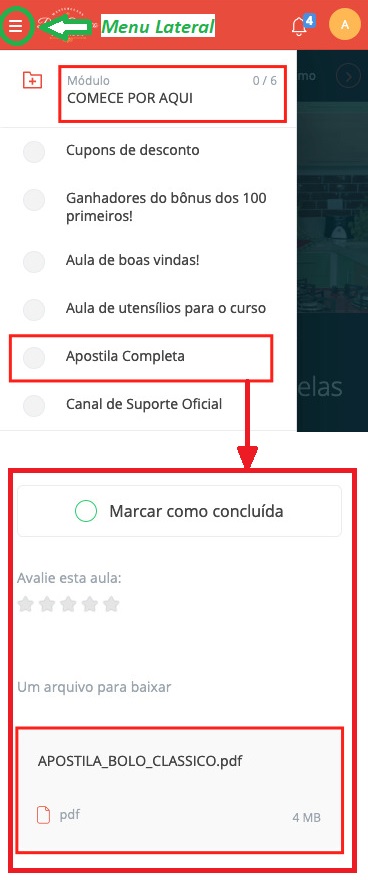 Menu Lateral
4
A
Módulo
0 / 6
COMECE POR AQUI
mo
Cupons de desconto
Ganhadores do bônus dos 100
primeiros!
Aula de boas vindas!
Aula de utensílios para o curso
Apostila Completa
elas
Canal de Suporte Oficial
Marcar como concluída
Avalie esta aula:
Um arquivo para baixar
APOSTILA_BOLO_CLASSICO.pdf
pdf
4 MB